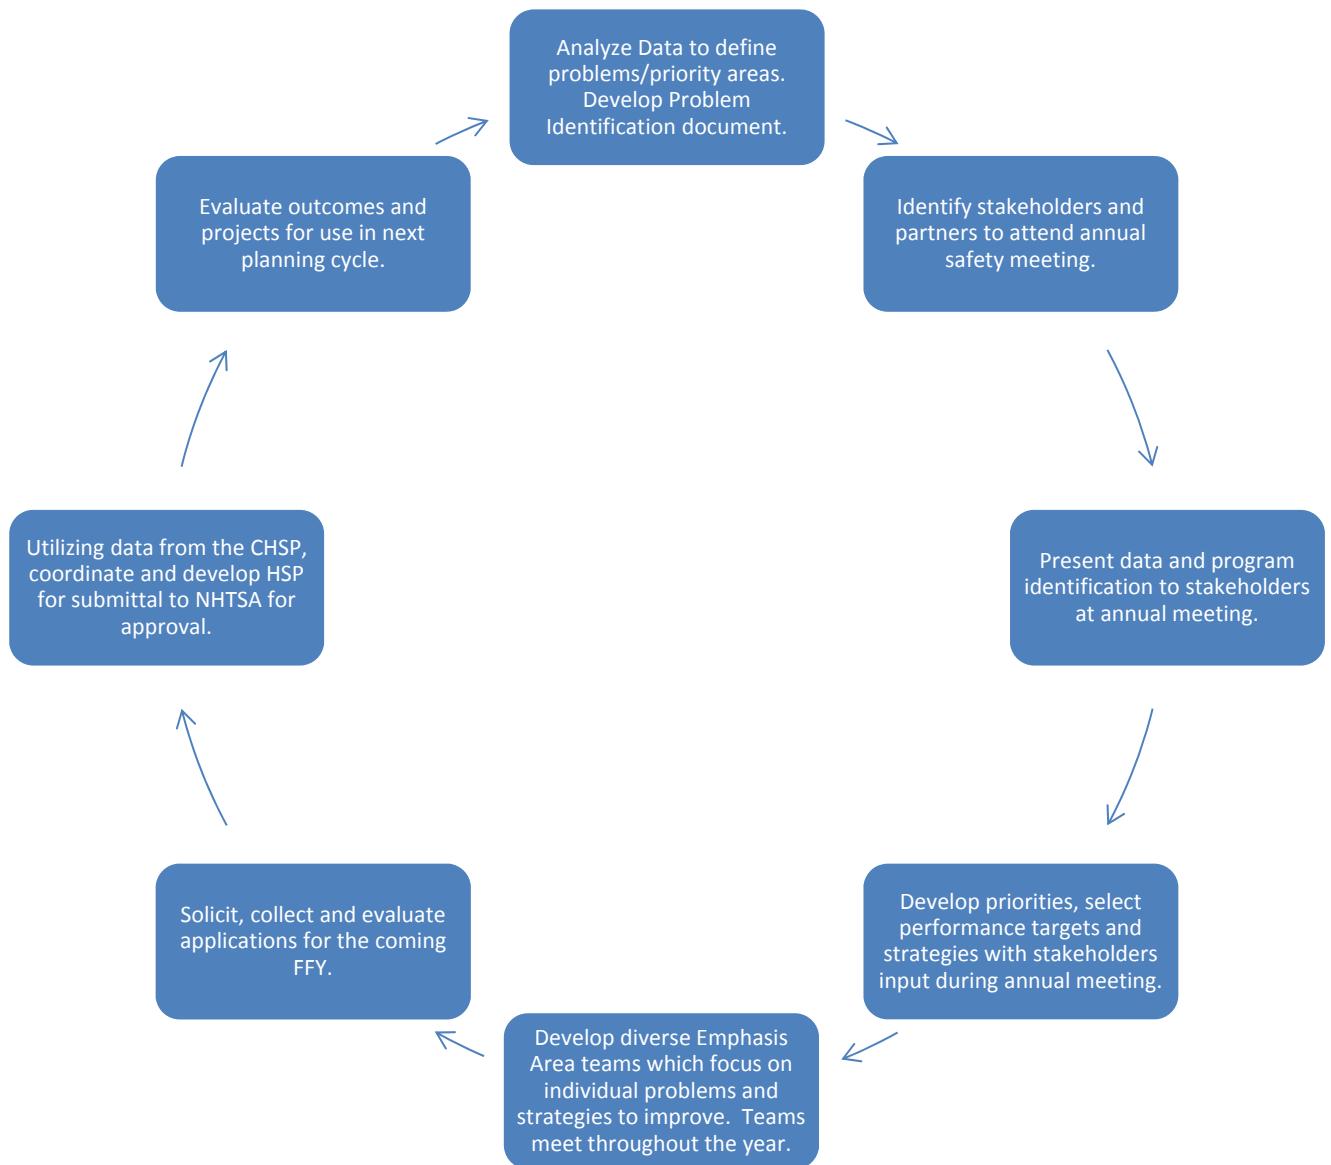 Analyze Data to define
problems/priority areas.
Develop Problem
Identification document.
Identify stakeholders and
partners to attend annual
safety meeting.
Present data and program
identification to stakeholders
at annual meeting.
Develop priorities, select
performance targets and
strategies with stakeholders
input during annual meeting.
Develop diverse Emphasis
Area teams which focus on
individual problems and
strategies to improve.  Teams
meet throughout the year.
Solicit, collect and evaluate
applications for the coming
FFY.
Utilizing data from the CHSP,
coordinate and develop HSP
for submittal to NHTSA for
approval.
Evaluate outcomes and
projects for use in next
planning cycle.